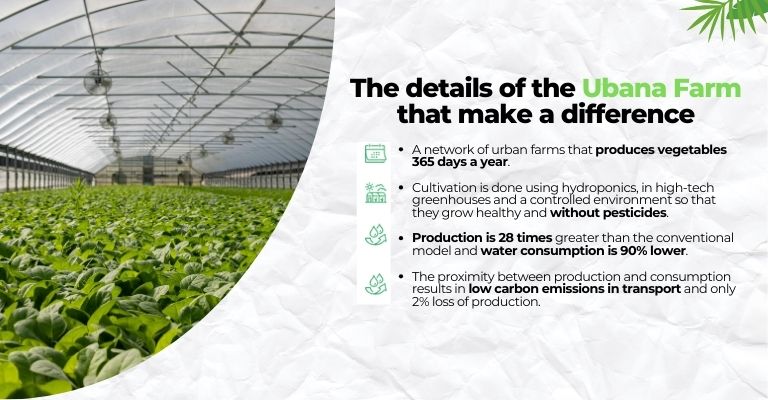 The details of the Ubana Farm
that make a difference
• A network of urban farms that produces vegetables
365 days a year.
• Cultivation is done using hydroponics, in high-tech
greenhouses and a controlled environment so that
they grow healthy and without pesticides.
• Production is 28 times greater than the conventional
model and water consumption is 90% lower.
• The proximity between production and consumption
results in low carbon emissions in transport and only
2% loss of production.